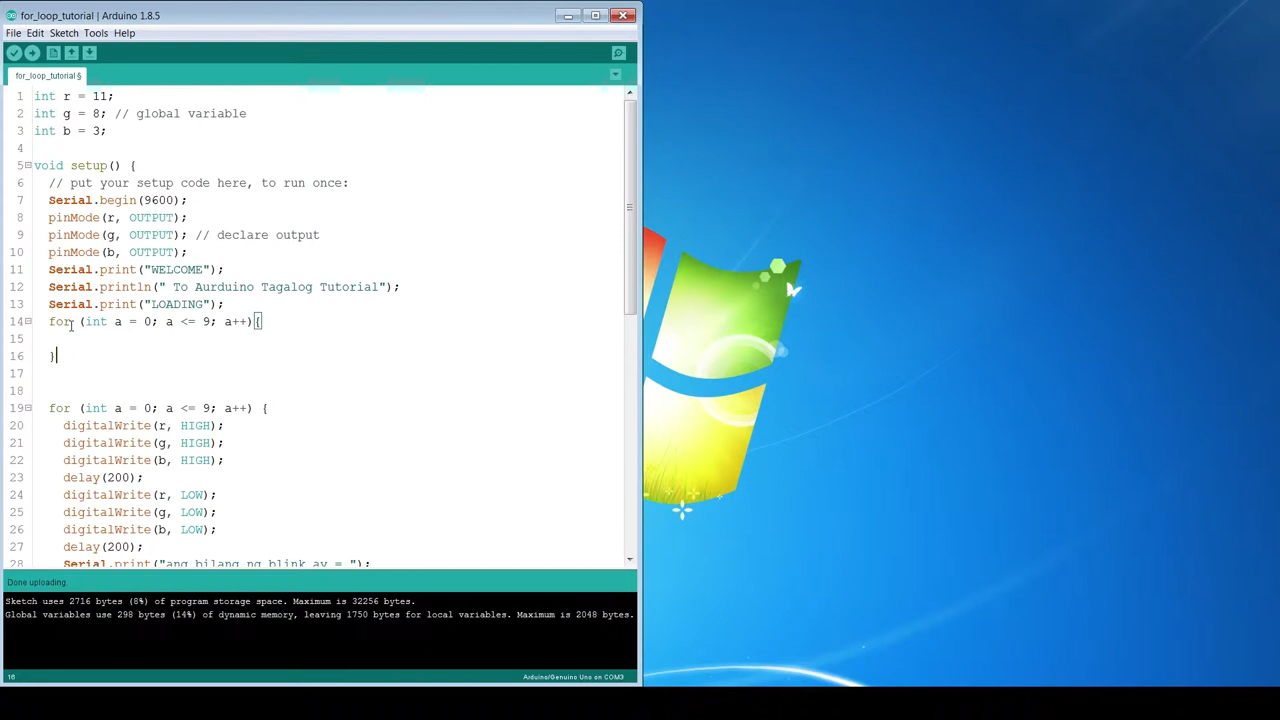 for_loop_tutorial | Arduino 1.8.5
File Edit Sketch Tools Help
for_loop_tutorial §
1 int r = 11;
2 int g = 8; // global variable
3 int b = 3;
4
5 void setup() {
6 // put your setup code here, to run once:
7 Serial.begin(9600);
8 pinMode(r, OUTPUT);
9 pinMode(g, OUTPUT); // declare output
10 pinMode(b, OUTPUT);
11 Serial.print("WELCOME");
12 Serial.println(" To Aurduino Tagalog Tutorial");
13 Serial.print("LOADING");
14 for (int a = 0; a <= 9; a++){
15
16 }
17
18
19 for (int a = 0; a <= 9; a++) {
20 digitalWrite(r, HIGH);
21 digitalWrite(g, HIGH);
22 digitalWrite(b, HIGH);
23 delay(200);
24 digitalWrite(r, LOW);
25 digitalWrite(g, LOW);
26 digitalWrite(b, LOW);
27 delay(200);
28 Serial.print("ang bilang ng blink ay = ");
Done uploading.
Sketch uses 2716 bytes (8%) of program storage space. Maximum is 32256 bytes.
Global variables use 298 bytes (14%) of dynamic memory, leaving 1750 bytes for local variables. Maximum is 2048 bytes.
16 Arduino/Genuino Uno on COM3